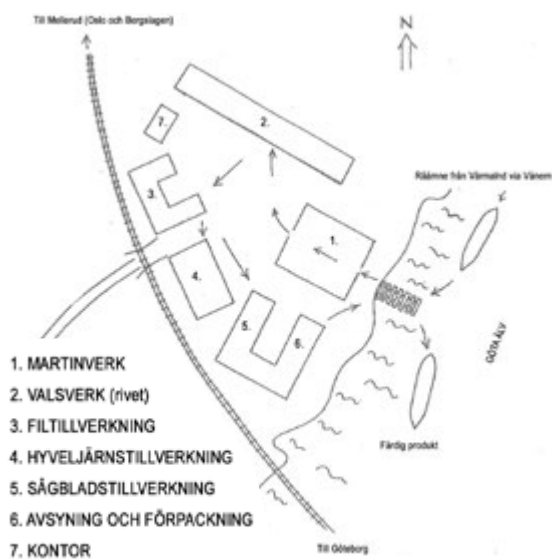 Till Mellerud (Oslo och Bergslagen)
N
7.
2.
3.
Råämne från Värmalnd via Vänern
1.
4.
5.
6.
GÖTA ÄLV
Färdig produkt
Till Göteborg
1. MARTINVERK
2. VALSVERK (rivet)
3. FILTILLVERKNING
4. HYVELJÄRNSTILLVERKNING
5. SÅGBLADSTILLVERKNING
6. AVSYNING OCH FÖRPACKNING
7. KONTOR